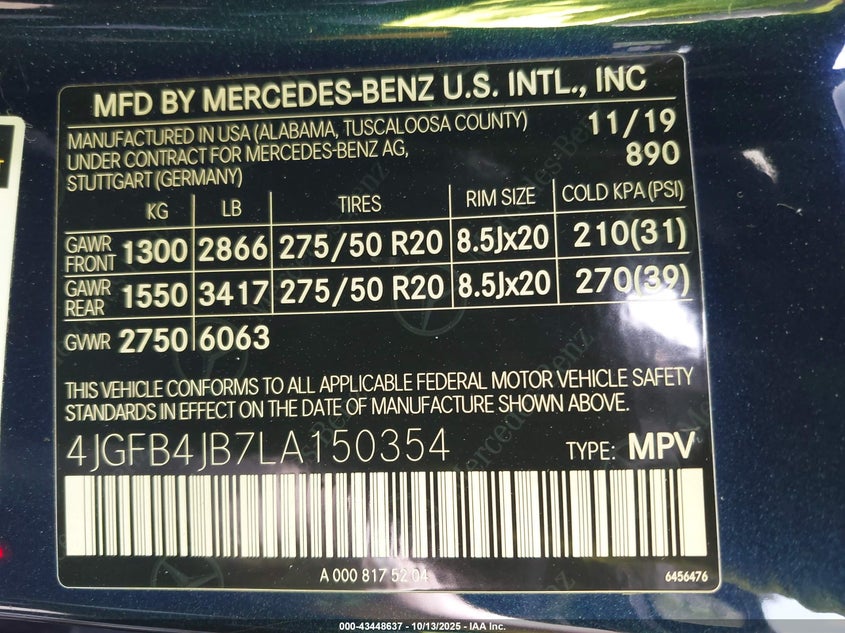 MFD BY MERCEDES-BENZ U.S. INTL., INC
MANUFACTURED IN USA (ALABAMA, TUSCALOOSA COUNTY) 11/19
UNDER CONTRACT FOR MERCEDES-BENZ AG, 890
STUTTGART (GERMANY)
KG LB TIRES RIM SIZE COLD KPA (PSI)
GAWR FRONT 1300 2866 275/50 R20 8.5Jx20 210(31)
GAWR REAR 1550 3417 275/50 R20 8.5Jx20 270(39)
GVWR 2750 6063
THIS VEHICLE CONFORMS TO ALL APPLICABLE FEDERAL MOTOR VEHICLE SAFETY
STANDARDS IN EFFECT ON THE DATE OF MANUFACTURE SHOWN ABOVE.
4JGFB4JB7LA150354 TYPE: MPV
A 000 817 52 04 6456476
000-43448637 - 10/13/2025 - IAA Inc.